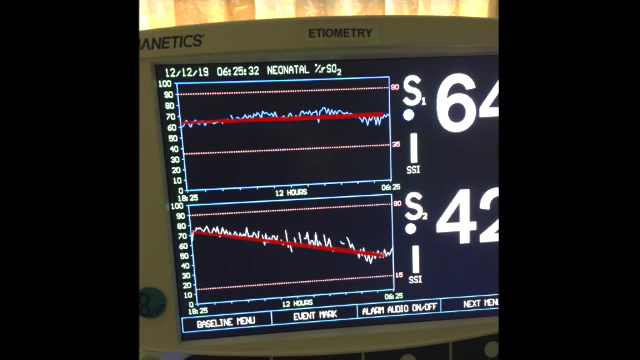 ANETICS
ETIOMETRY
12/12/19 06:25:32 NEONATAL %rSO2
100
90
80
70
60
50
40
30
20
10
0
90
35
18:25 12 HOURS 06:25
S1 64
SSI
100
90
80
70
60
50
40
30
20
10
0
90
15
18:25 12 HOURS 06:25
S2 42
SSI
BASELINE MENU EVENT MARK ALARM AUDIO ON/OFF NEXT MENU